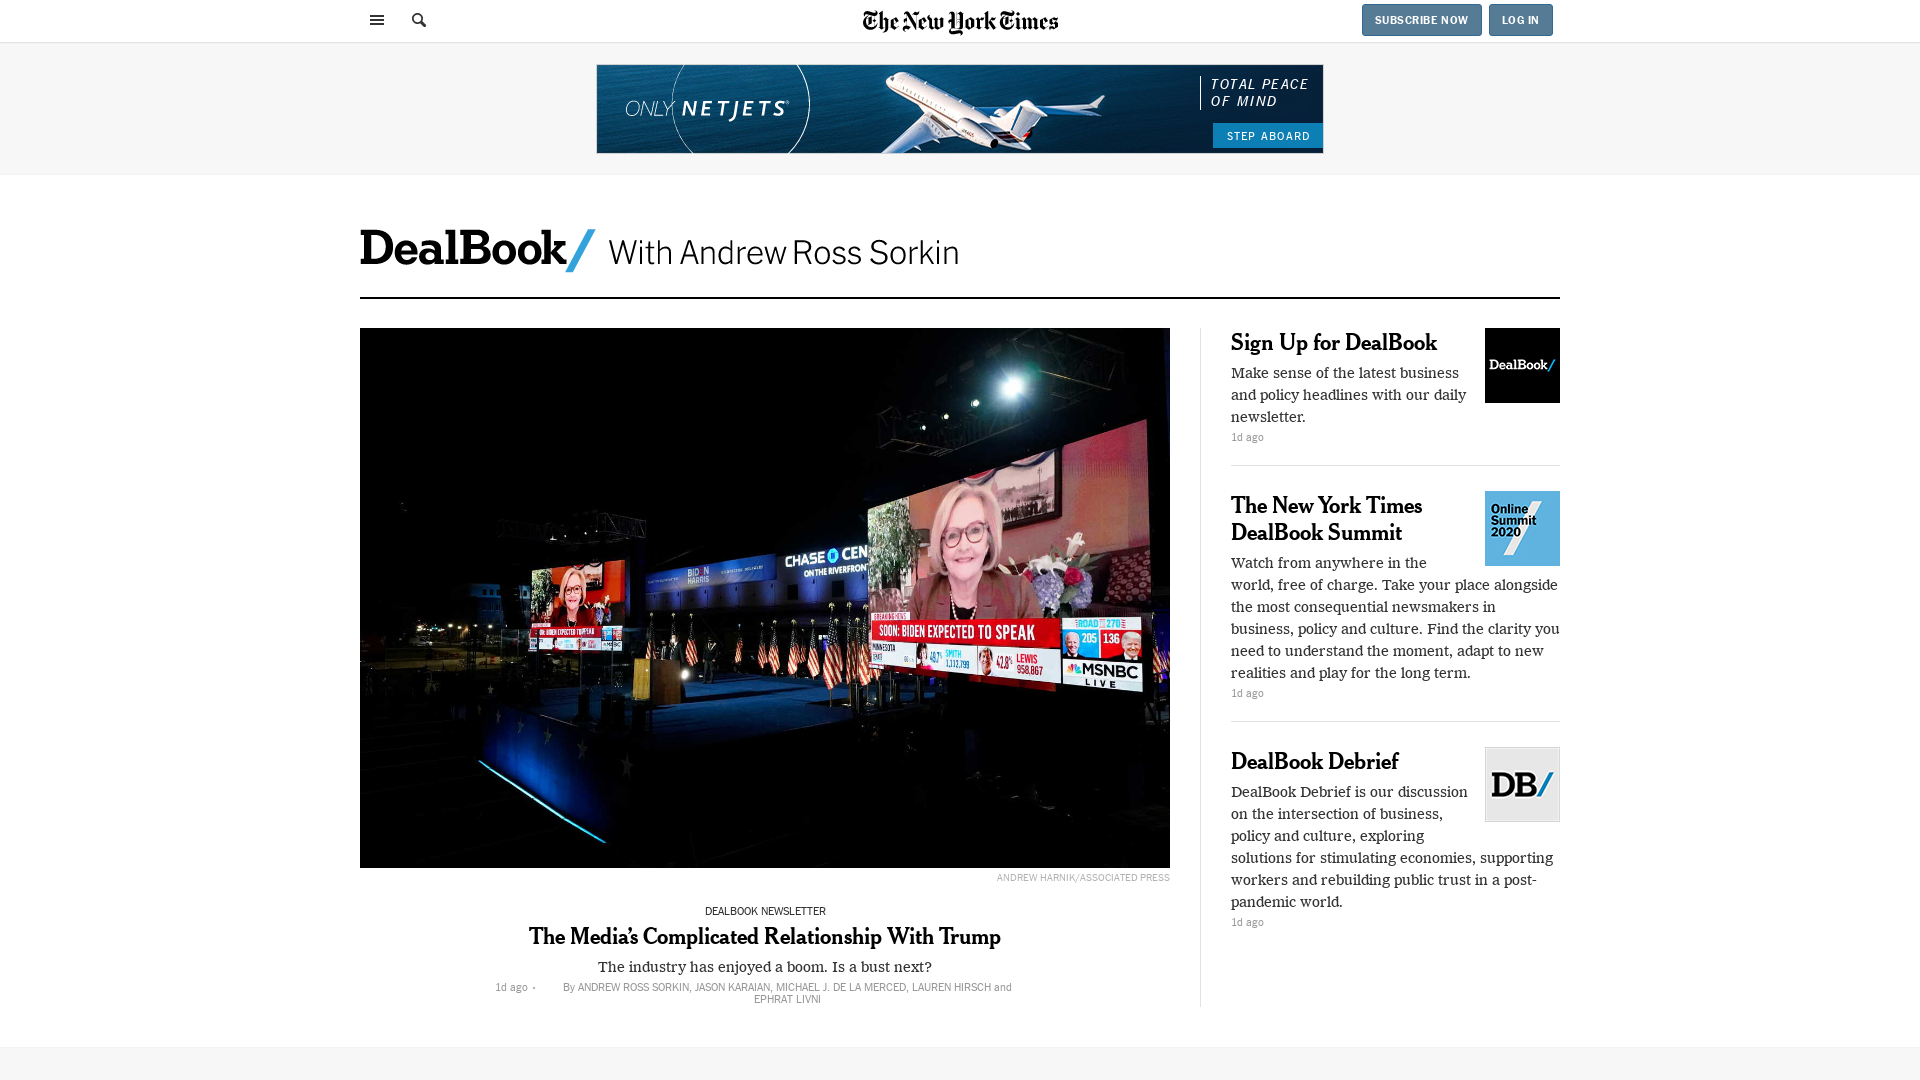 The New York Times
SUBSCRIBE NOW
LOG IN
ONLY NETJETS
TOTAL PEACE
OF MIND
STEP ABOARD
DealBook/ With Andrew Ross Sorkin
CHASE CEN
ON THE RIVERFRONT
BIDEN
HARRIS
BREAKING NEWS
SOON: BIDEN EXPECTED TO SPEAK
MINNESOTA
SMITH
1,112,799
42.8%
LEWIS
958,867
ROAD TO 270
205
136
MSNBC
LIVE
ANDREW HARNIK/ASSOCIATED PRESS
DEALBOOK NEWSLETTER
The Media’s Complicated Relationship With Trump
The industry has enjoyed a boom. Is a bust next?
1d ago •
By ANDREW ROSS SORKIN, JASON KARAIAN, MICHAEL J. DE LA MERCED, LAUREN HIRSCH and
EPHRAT LIVNI
Sign Up for DealBook
DealBook/
Make sense of the latest business
and policy headlines with our daily
newsletter.
1d ago
The New York Times
DealBook Summit
Online
Summit
2020
Watch from anywhere in the
world, free of charge. Take your place alongside
the most consequential newsmakers in
business, policy and culture. Find the clarity you
need to understand the moment, adapt to new
realities and play for the long term.
1d ago
DealBook Debrief
DB/
DealBook Debrief is our discussion
on the intersection of business,
policy and culture, exploring
solutions for stimulating economies, supporting
workers and rebuilding public trust in a post-
pandemic world.
1d ago